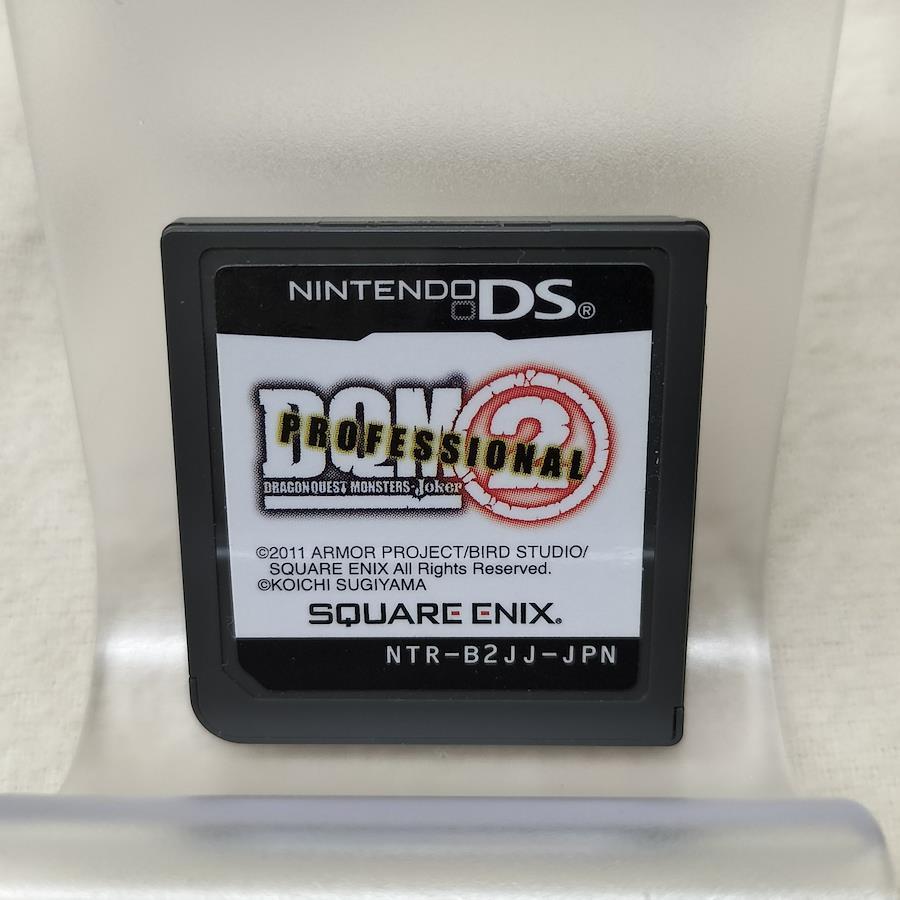 NINTENDO DS®
DQM 2
PROFESSIONAL
DRAGON QUEST MONSTERS-Joker
©2011 ARMOR PROJECT/BIRD STUDIO/
SQUARE ENIX All Rights Reserved.
©KOICHI SUGIYAMA
SQUARE ENIX.
NTR-B2JJ-JPN